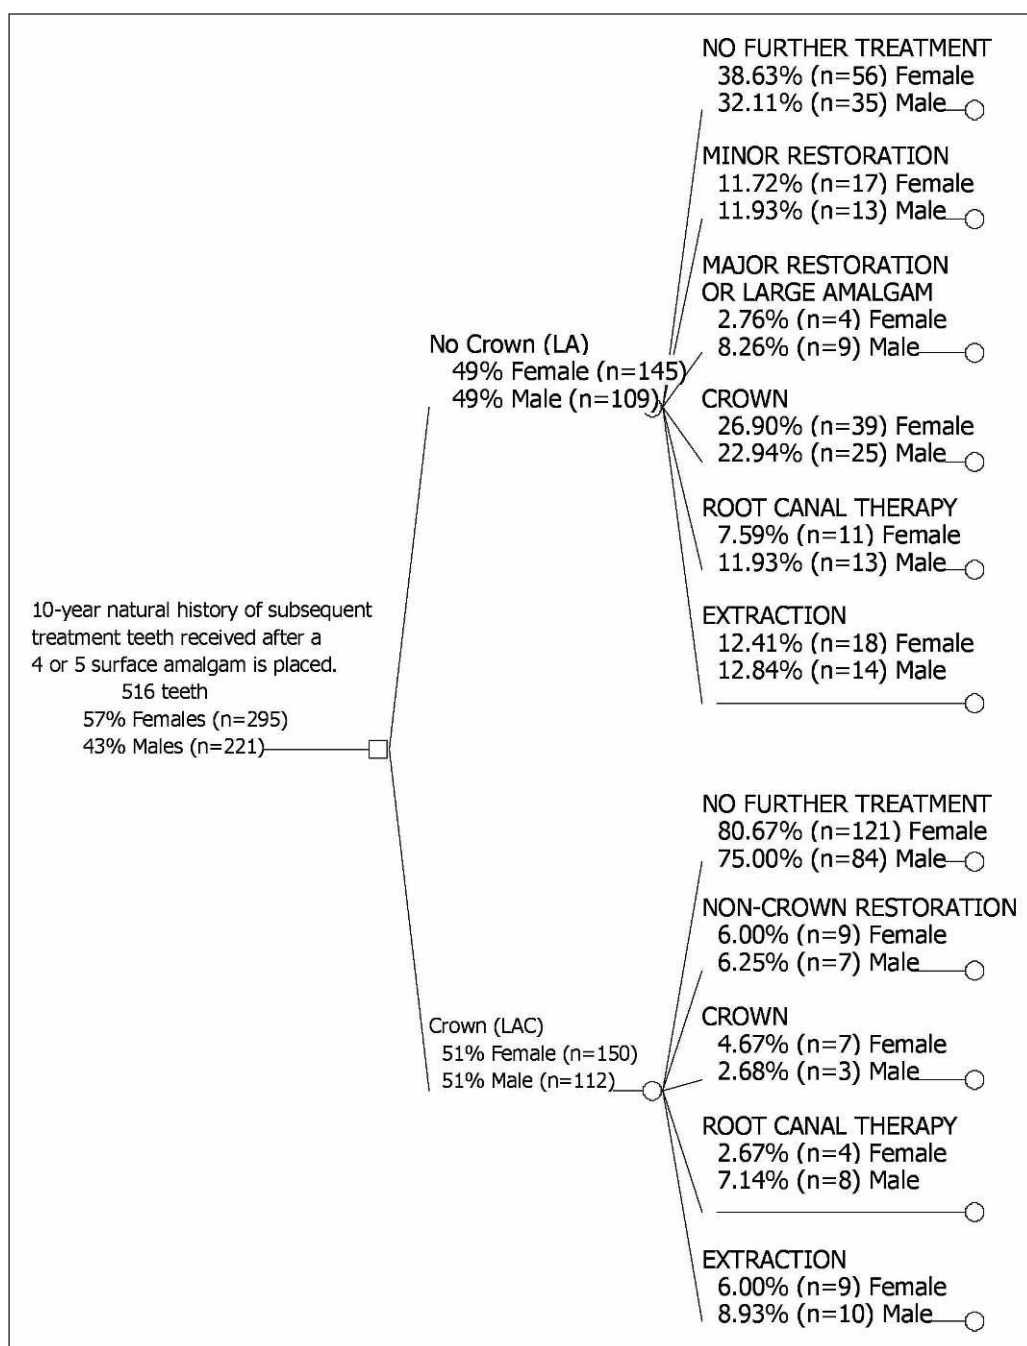 10-year natural history of subsequent
treatment teeth received after a
4 or 5 surface amalgam is placed.
516 teeth
57% Females (n=295)
43% Males (n=221)
No Crown (LA)
49% Female (n=145)
49% Male (n=109)
NO FURTHER TREATMENT
38.63% (n=56) Female
32.11% (n=35) Male
MINOR RESTORATION
11.72% (n=17) Female
11.93% (n=13) Male
MAJOR RESTORATION
OR LARGE AMALGAM
2.76% (n=4) Female
8.26% (n=9) Male
CROWN
26.90% (n=39) Female
22.94% (n=25) Male
ROOT CANAL THERAPY
7.59% (n=11) Female
11.93% (n=13) Male
EXTRACTION
12.41% (n=18) Female
12.84% (n=14) Male
Crown (LAC)
51% Female (n=150)
51% Male (n=112)
NO FURTHER TREATMENT
80.67% (n=121) Female
75.00% (n=84) Male
NON-CROWN RESTORATION
6.00% (n=9) Female
6.25% (n=7) Male
CROWN
4.67% (n=7) Female
2.68% (n=3) Male
ROOT CANAL THERAPY
2.67% (n=4) Female
7.14% (n=8) Male
EXTRACTION
6.00% (n=9) Female
8.93% (n=10) Male